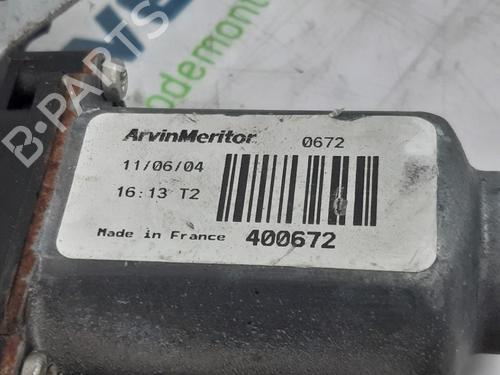 B-PARTS
odemont
ArvinMeritor 0672
11/06/04
16:13 T2
Made in France 400672